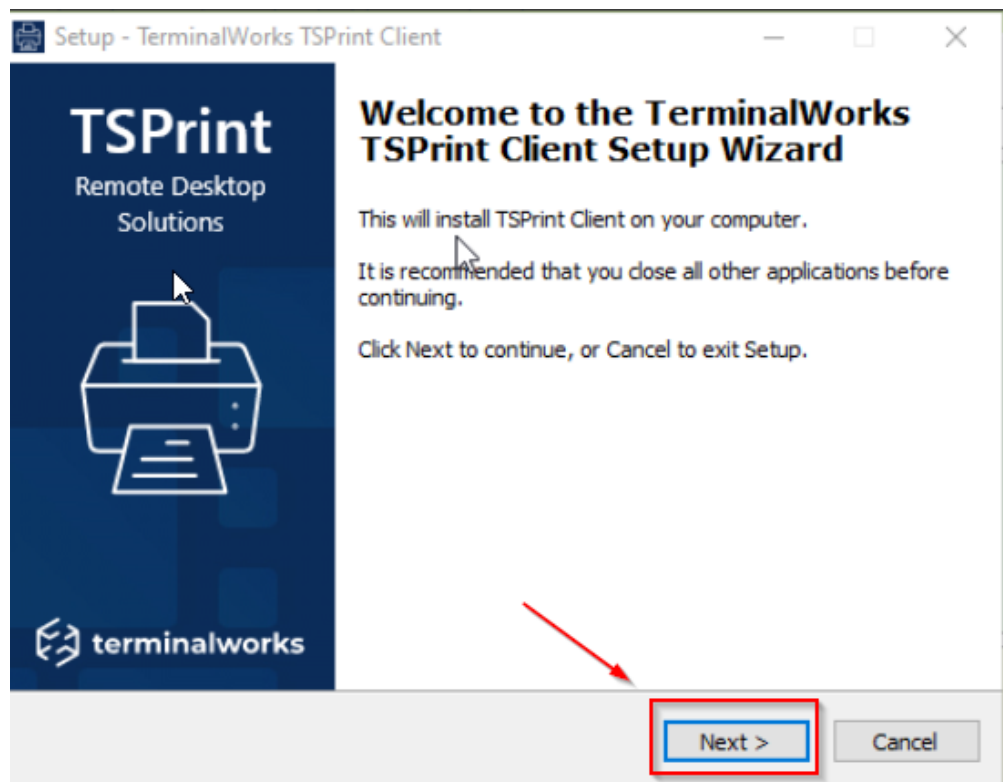 Setup - TerminalWorks TSPrint Client
TSPrint
Remote Desktop
Solutions
terminalworks
Welcome to the TerminalWorks
TSPrint Client Setup Wizard
This will install TSPrint Client on your computer.
It is recommended that you close all other applications before
continuing.
Click Next to continue, or Cancel to exit Setup.
Next >
Cancel